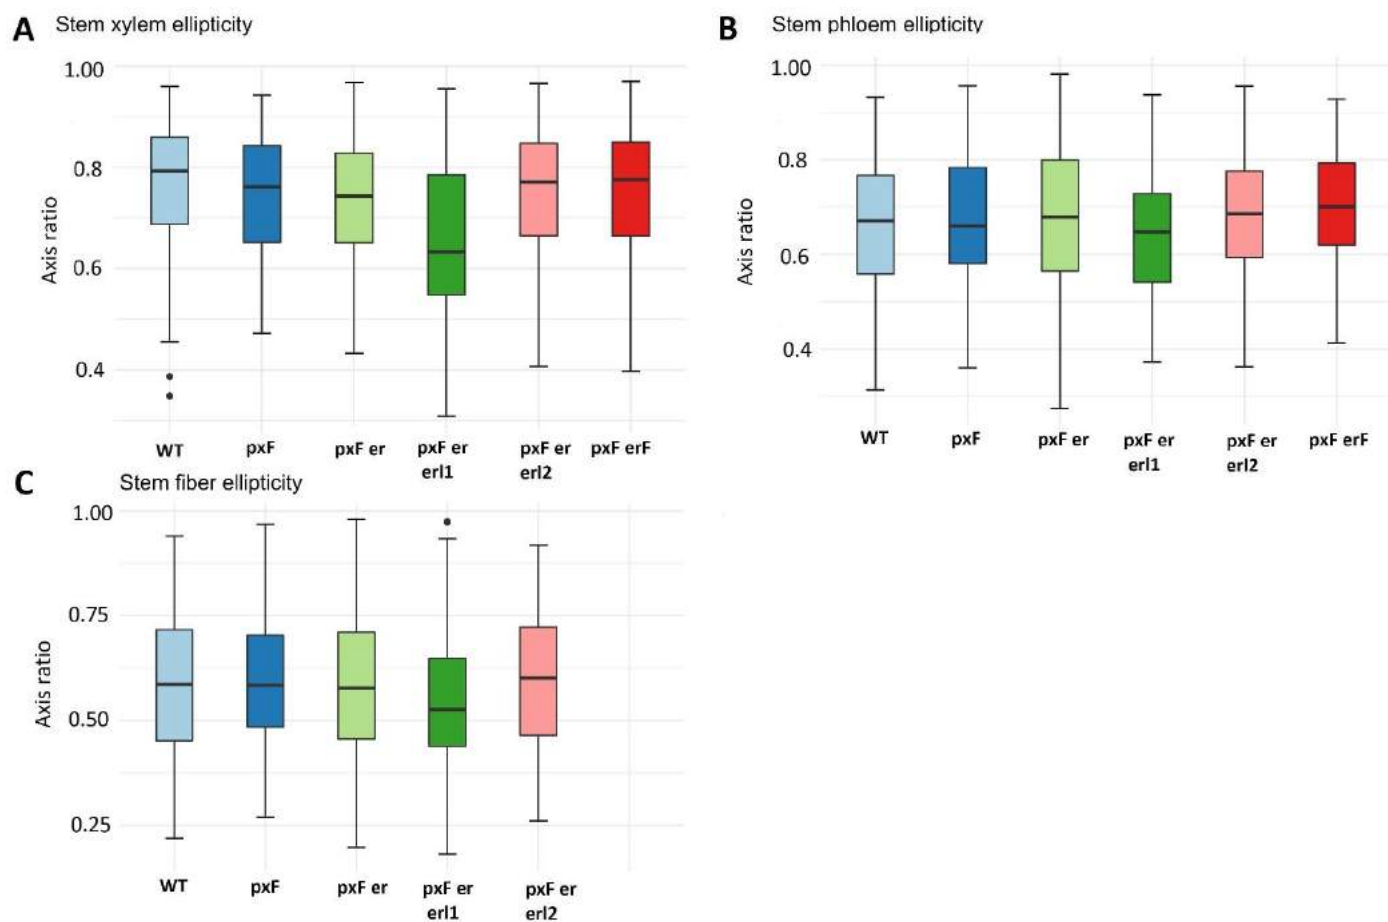 A Stem xylem ellipticity
1.00
0.8
0.6
0.4
Axis ratio
WT pxF pxF er pxF er pxF er pxF erF
erl1 erl2
B Stem phloem ellipticity
1.00
0.8
0.6
0.4
Axis ratio
WT pxF pxF er pxF er pxF er pxF erF
erl1 erl2
C Stem fiber ellipticity
1.00
0.75
0.50
0.25
Axis ratio
WT pxF pxF er pxF er pxF er
erl1 erl2